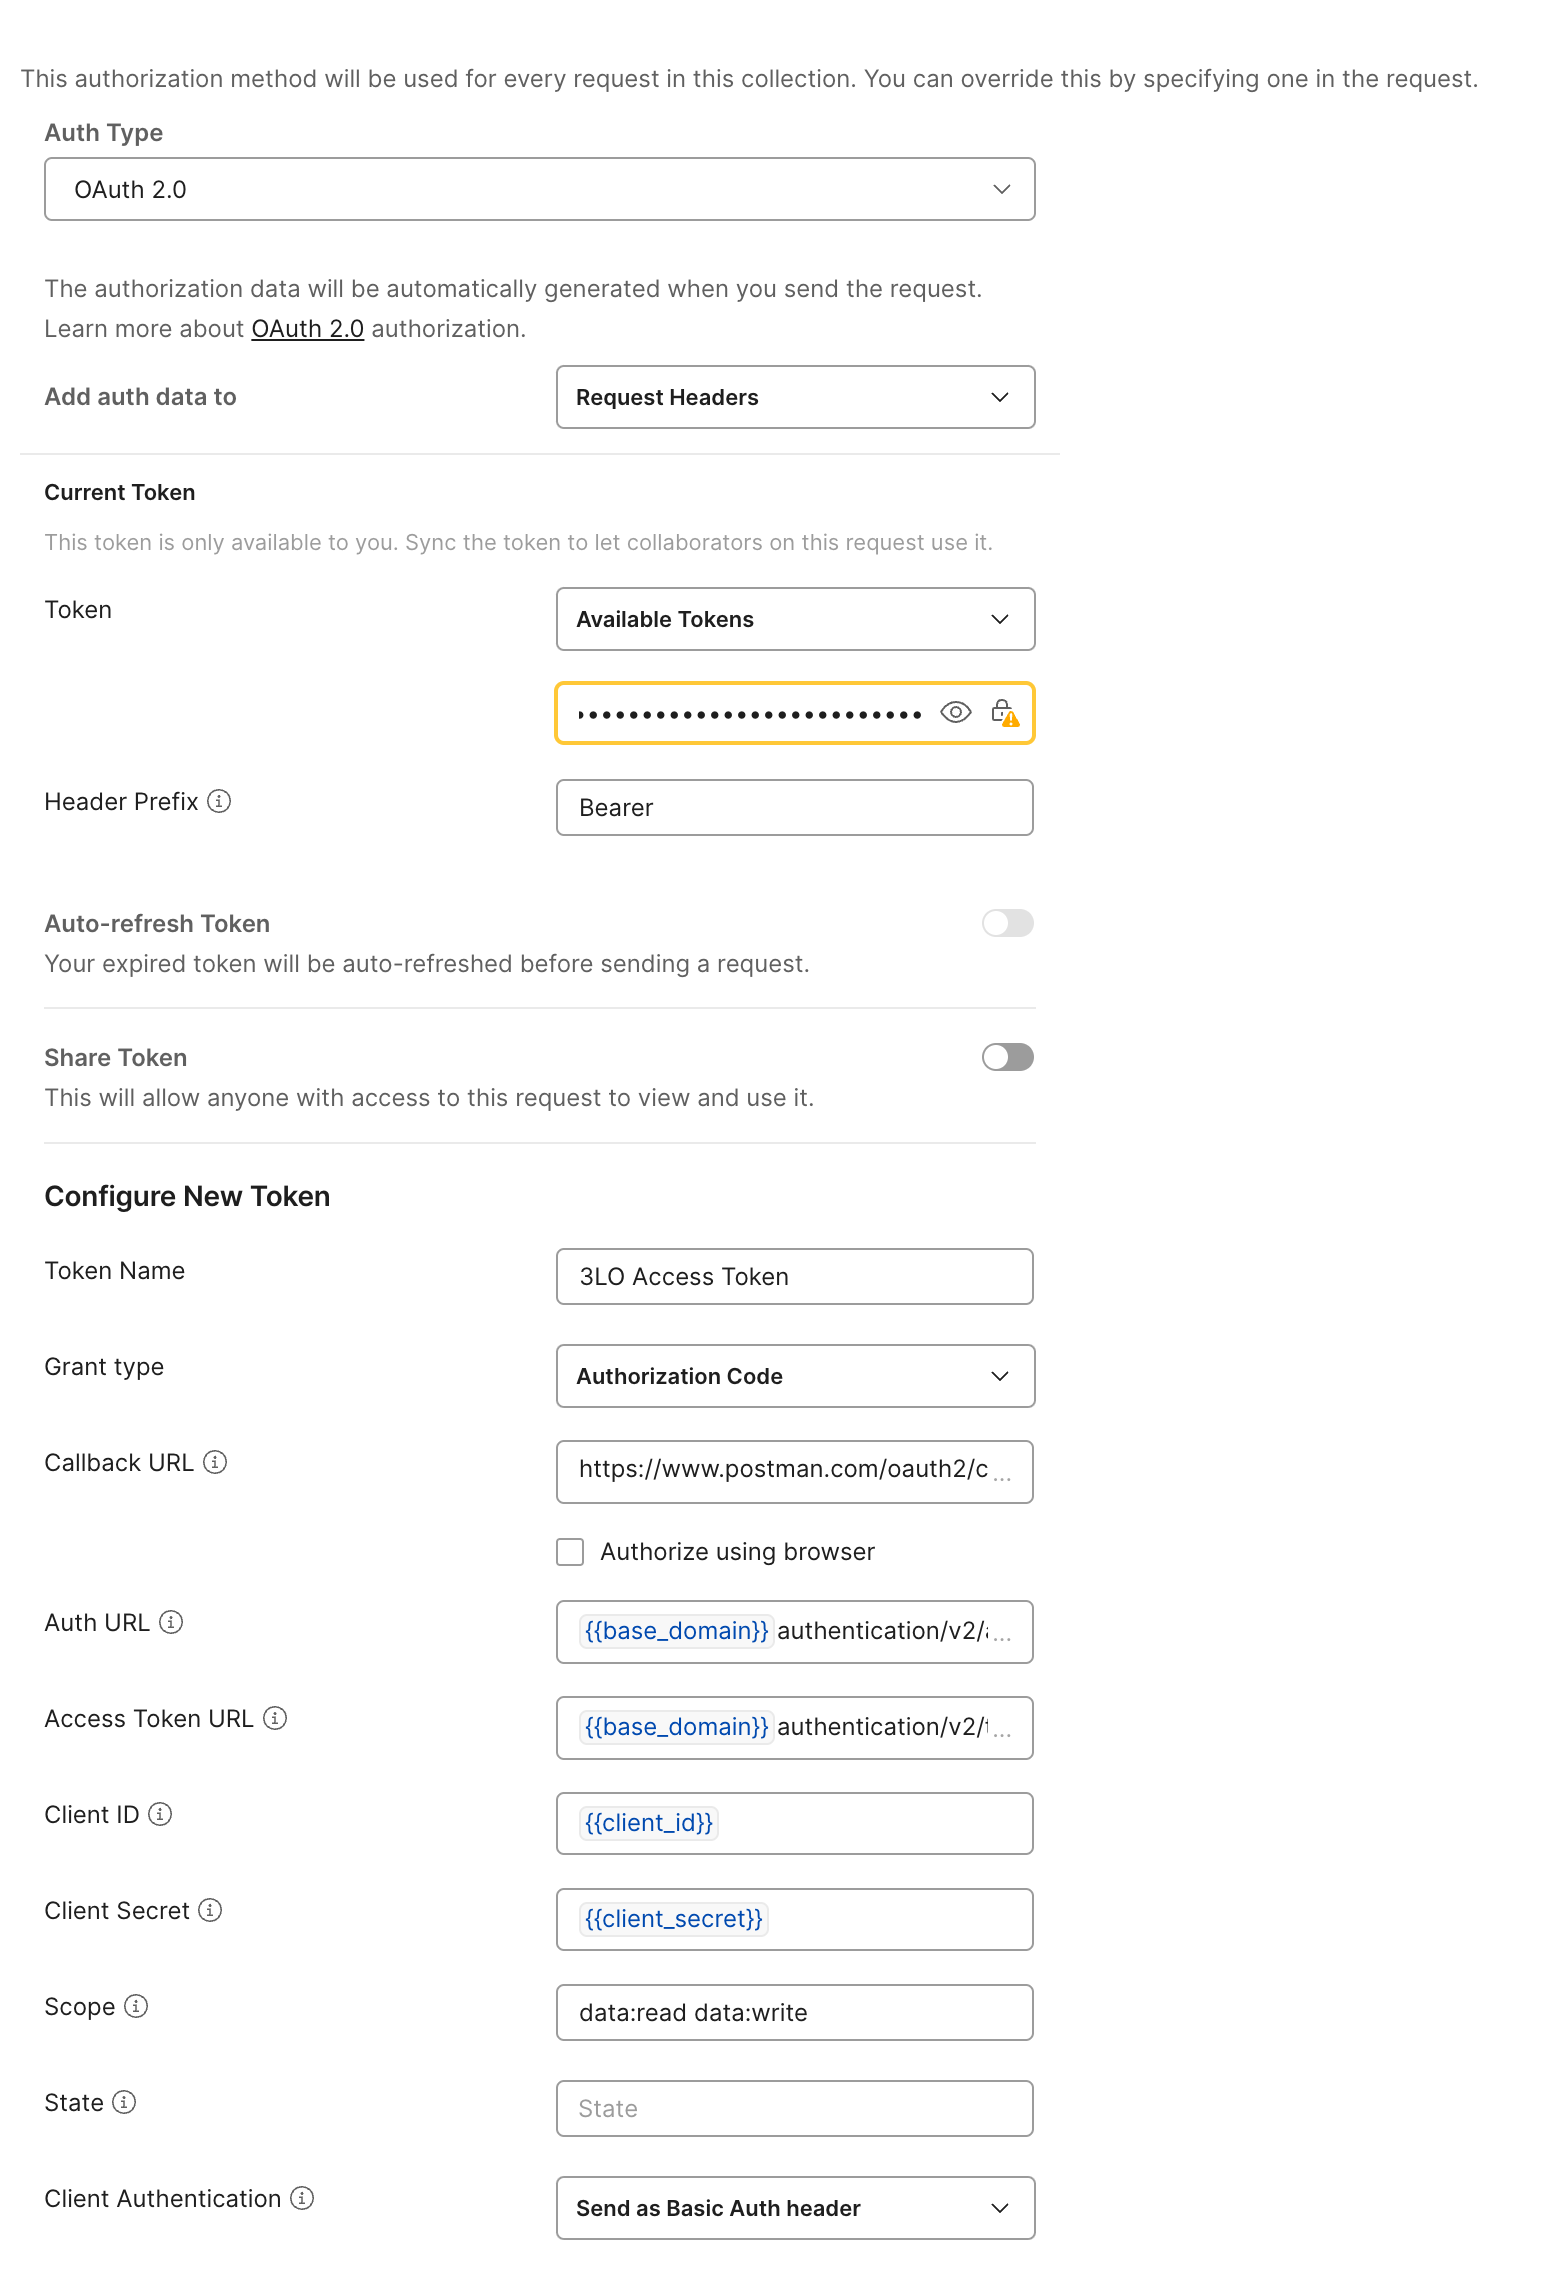 This authorization method will be used for every request in this collection. You can override this by specifying one in the request.
Auth Type
OAuth 2.0
The authorization data will be automatically generated when you send the request.
Learn more about OAuth 2.0 authorization.
Add auth data to
Request Headers
Current Token
This token is only available to you. Sync the token to let collaborators on this request use it.
Token
Available Tokens
Header Prefix
Bearer
Auto-refresh Token
Your expired token will be auto-refreshed before sending a request.
Share Token
This will allow anyone with access to this request to view and use it.
Configure New Token
Token Name
3LO Access Token
Grant type
Authorization Code
Callback URL
https://www.postman.com/oauth2/c...
Authorize using browser
Auth URL
{{base_domain}}authentication/v2/...
Access Token URL
{{base_domain}}authentication/v2/...
Client ID
{{client_id}}
Client Secret
{{client_secret}}
Scope
data:read data:write
State
State
Client Authentication
Send as Basic Auth header